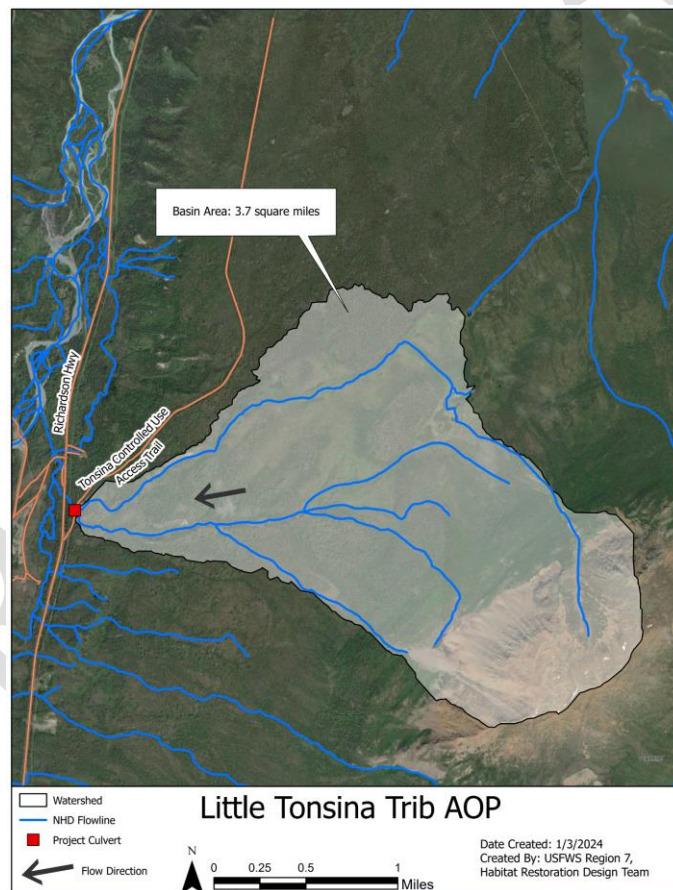 Basin Area: 3.7 square miles
Richardson Hwy
Tonsina Controlled Use
Access Trail
Little Tonsina Trib AOP
Watershed
NHD Flowline
Project Culvert
Flow Direction
N
0 0.25 0.5 1
Miles
Date Created: 1/3/2024
Created By: USFWS Region 7,
Habitat Restoration Design Team